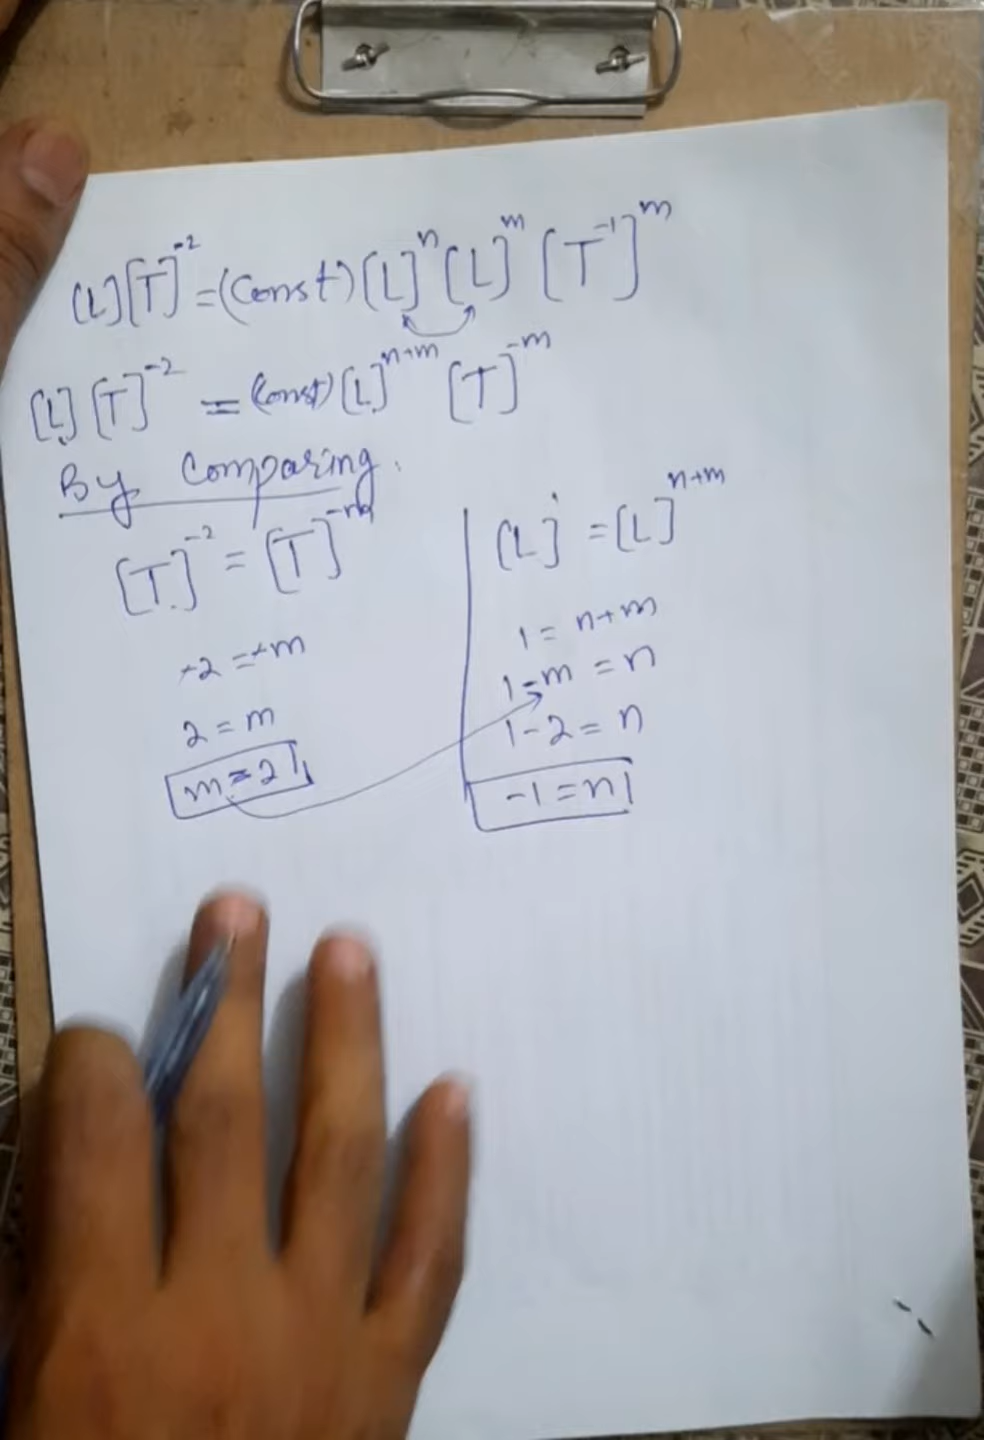 [L][T]⁻² = (Const)[L]ⁿ[L]ᵐ [T⁻¹]ᵐ
[L][T]⁻² = (Const)[L]ⁿ⁺ᵐ [T]⁻ᵐ
By Comparing.
[T]⁻² = [T]⁻ᵐ
-2 = -m
2 = m
m = 2
[L]¹ = [L]ⁿ⁺ᵐ
1 = n+m
1-m = n
1-2 = n
-1 = n